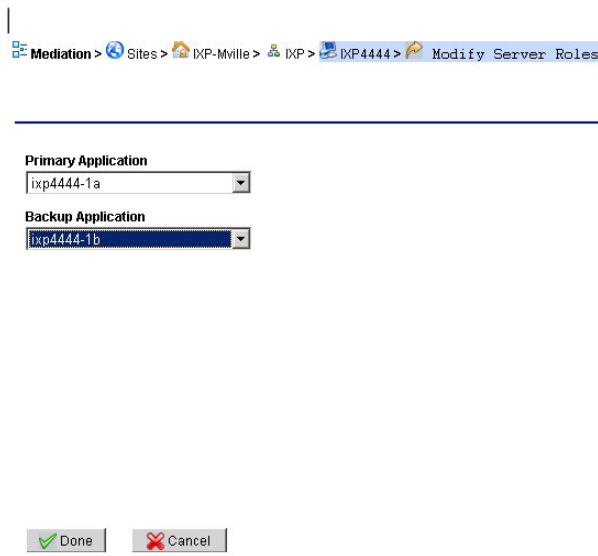 Mediation > Sites > IXP-Mville > IXP > IXP4444 > Modify Server Roles
Primary Application
ixp4444-1a
Backup Application
ixp4444-1b
Done Cancel